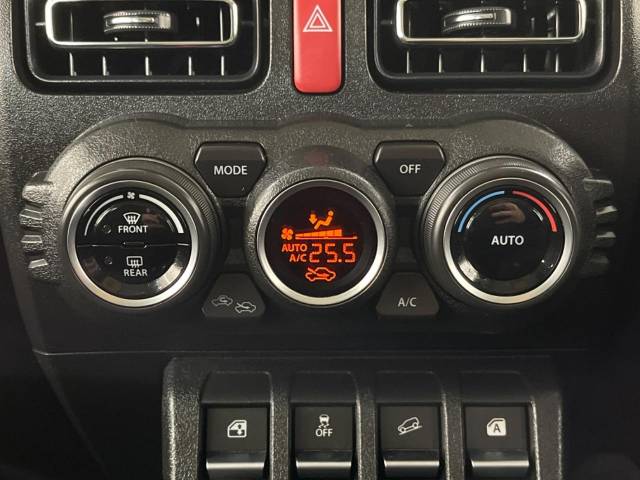 MODE
OFF
FRONT
REAR
AUTO
A/C
25.5
AUTO
A/C
OFF
A